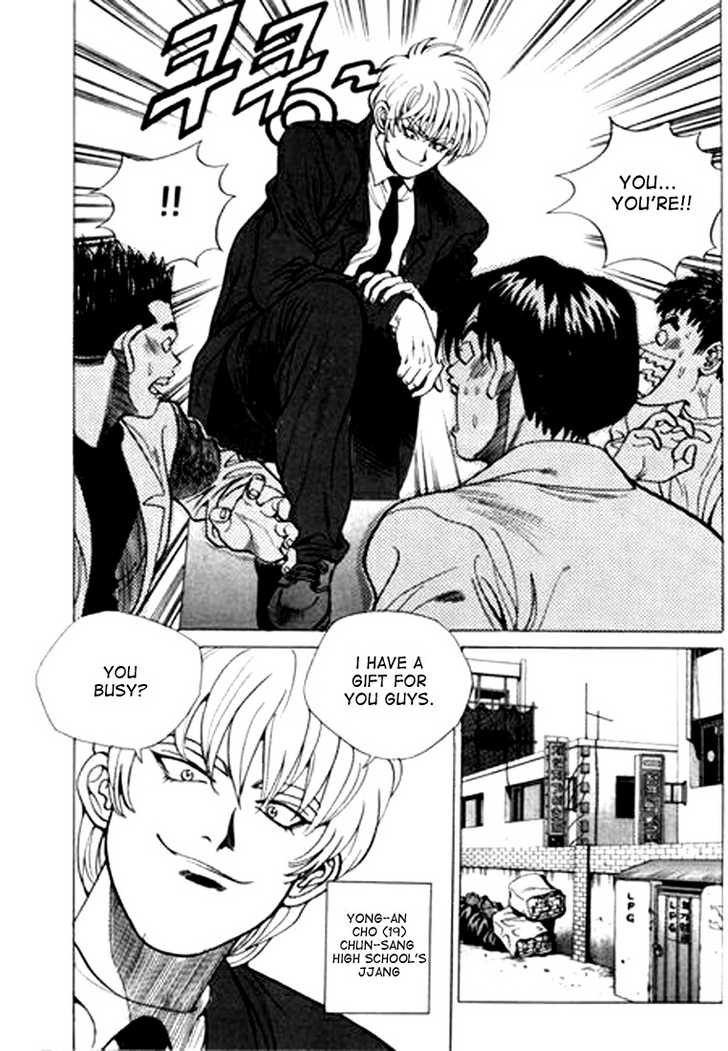 쿠쿠
!!
YOU...
YOU'RE!!
YOU
BUSY?
I HAVE A
GIFT FOR
YOU GUYS.
YONG-AN
CHO (19)
CHUN-SANG
HIGH SCHOOL'S
JJANG
LPG
LPG